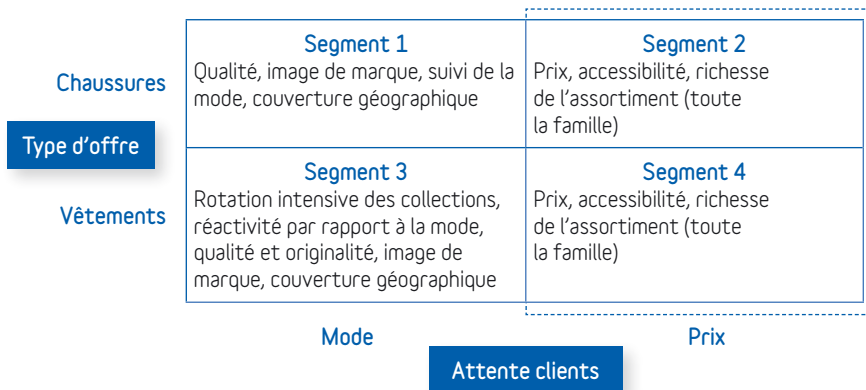 Segment 1
Qualité, image de marque, suivi de la
mode, couverture géographique
Segment 2
Prix, accessibilité, richesse
de l’assortiment (toute
la famille)
Chaussures
Type d’offre
Segment 3
Rotation intensive des collections,
réactivité par rapport à la mode,
qualité et originalité, image de
marque, couverture géographique
Segment 4
Prix, accessibilité, richesse
de l’assortiment (toute
la famille)
Vêtements
Mode
Prix
Attente clients